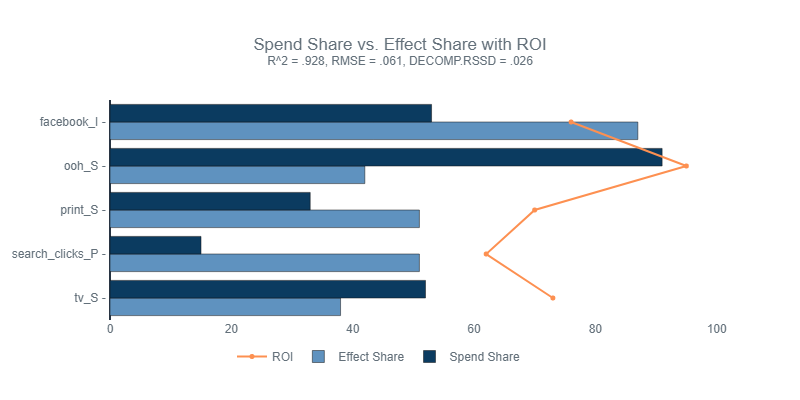 Spend Share vs. Effect Share with ROI
R^2 = .928, RMSE = .061, DECOMP.RSSD = .026
facebook_I
ooh_S
print_S
search_clicks_P
tv_S
0 20 40 60 80 100
ROI Effect Share Spend Share